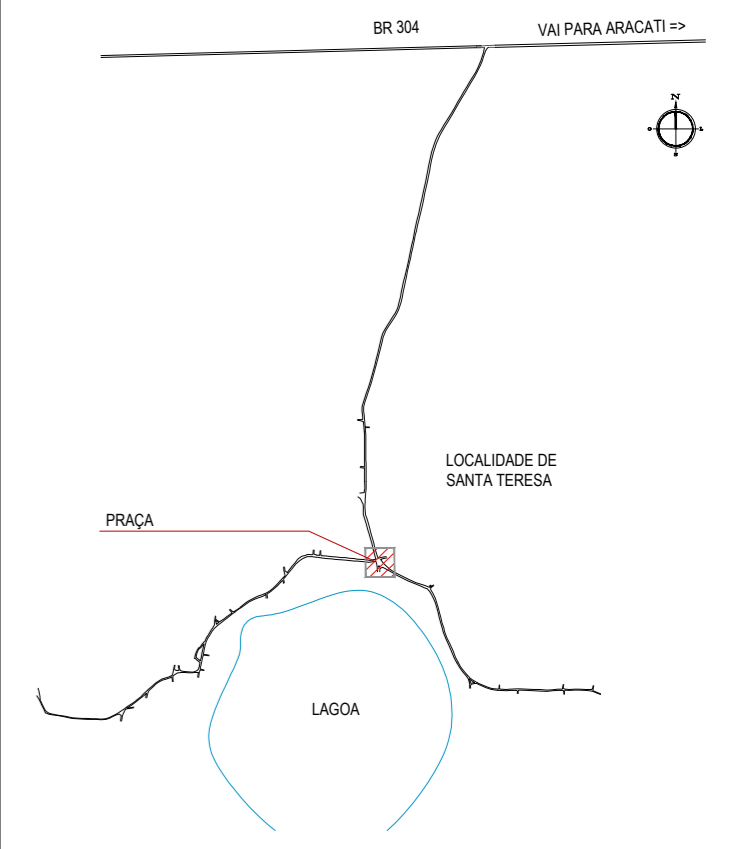 BR 304
VAI PARA ARACATI =>
N
O
L
S
LOCALIDADE DE
SANTA TERESA
PRAÇA
LAGOA